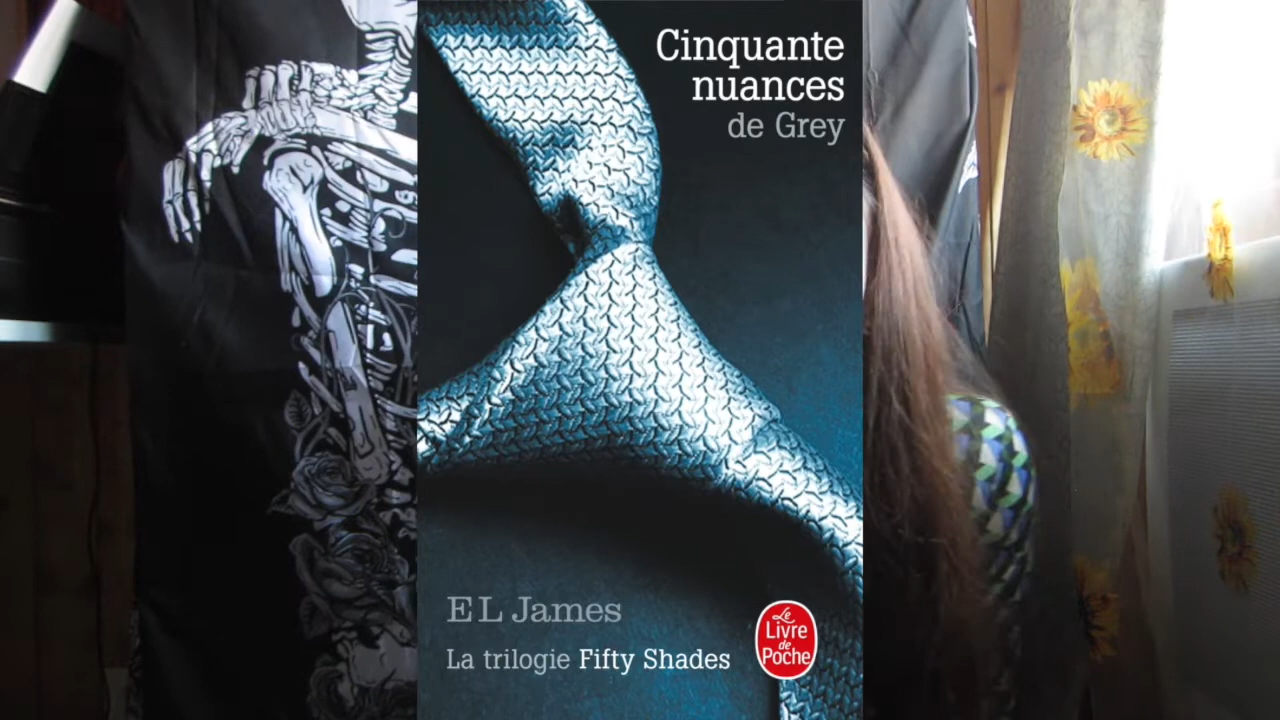 Cinquante
nuances
de Grey
E L James
La trilogie Fifty Shades
Le
Livre
de
Poche